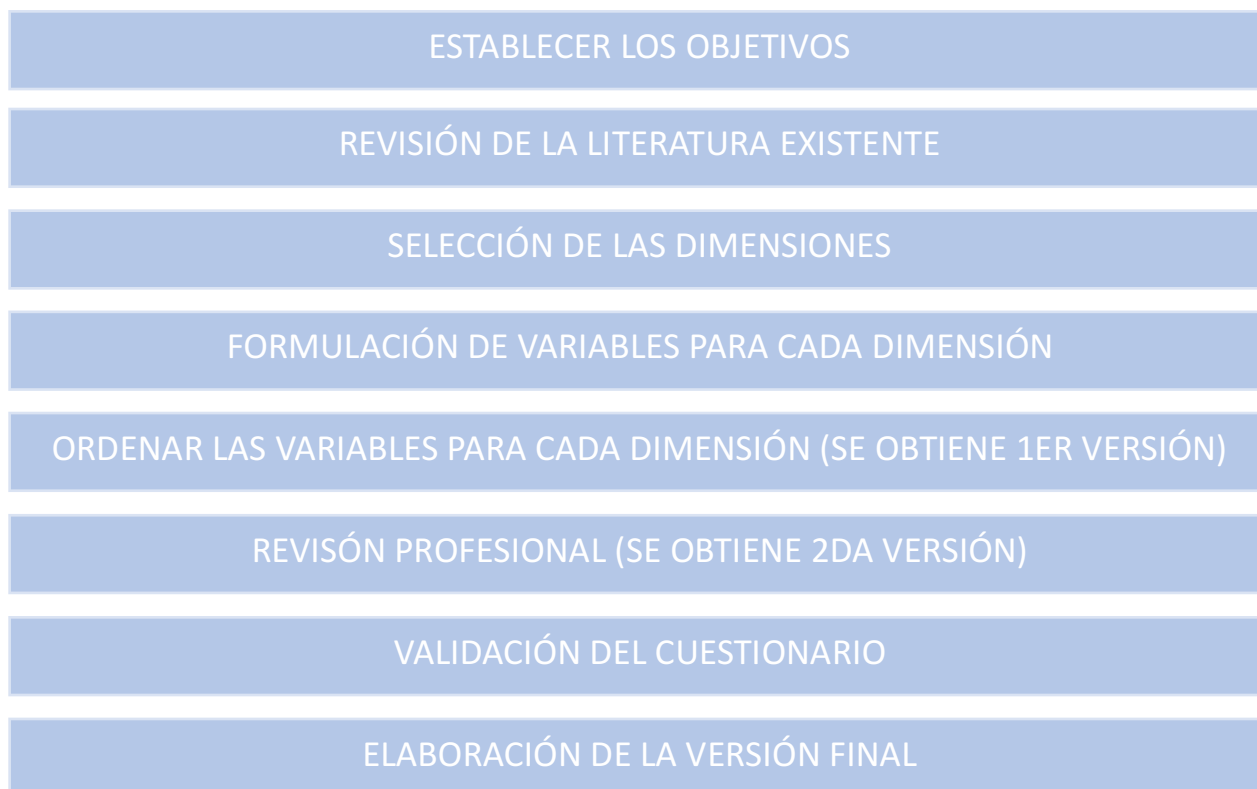 ESTABLECER LOS OBJETIVOS
REVISIÓN DE LA LITERATURA EXISTENTE
SELECCIÓN DE LAS DIMENSIONES
FORMULACIÓN DE VARIABLES PARA CADA DIMENSIÓN
ORDENAR LAS VARIABLES PARA CADA DIMENSIÓN (SE OBTIENE 1ER VERSIÓN)
REVISÓN PROFESIONAL (SE OBTIENE 2DA VERSIÓN)
VALIDACIÓN DEL CUESTIONARIO
ELABORACIÓN DE LA VERSIÓN FINAL